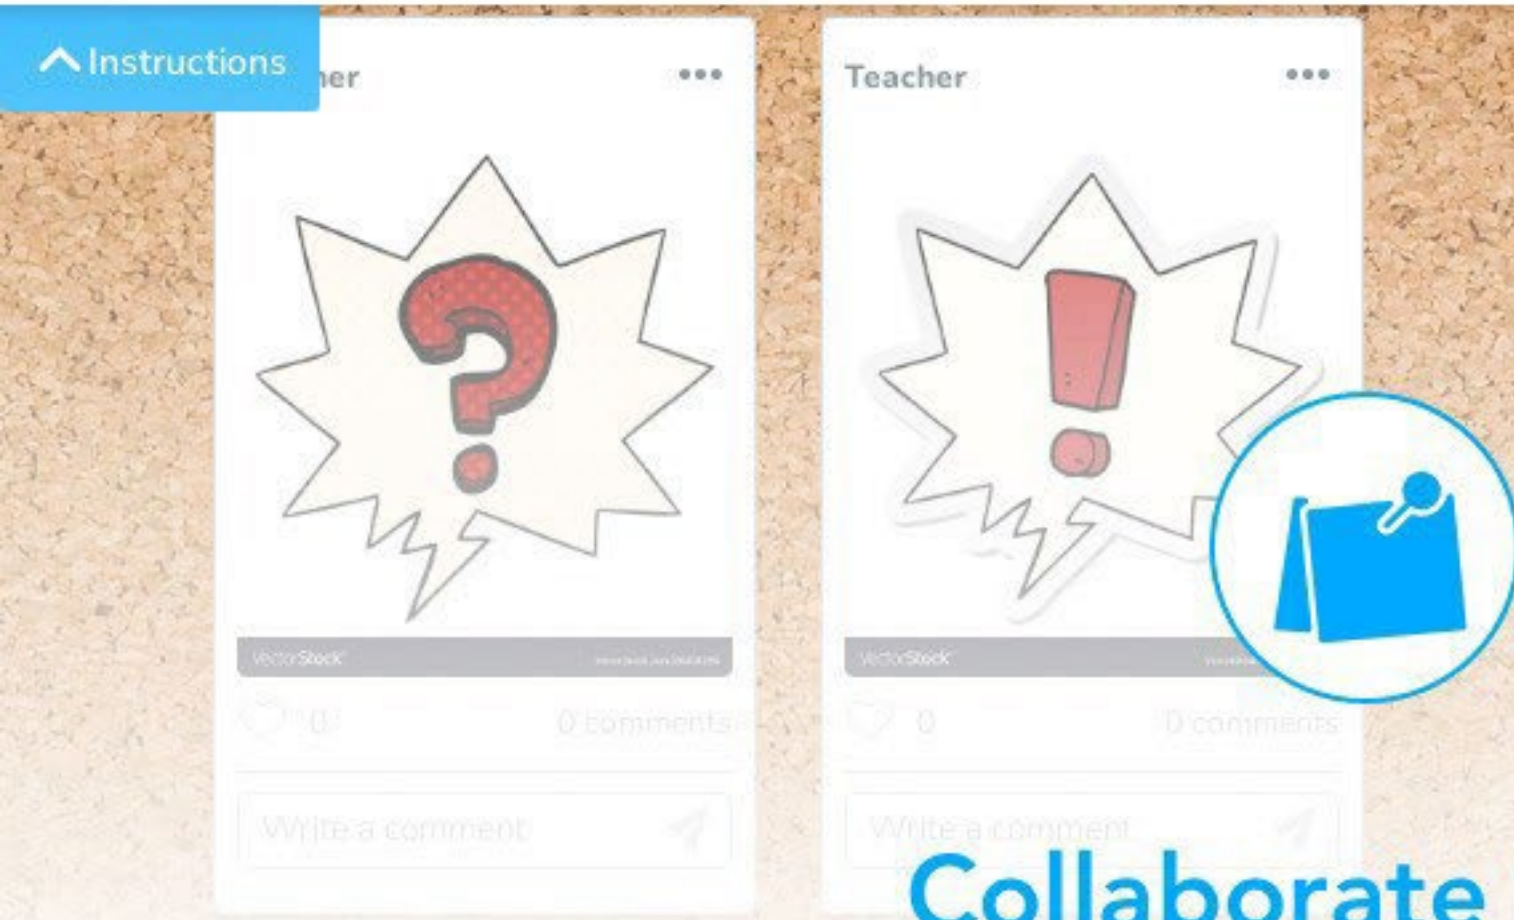 Instructions
her
Teacher
VectorStock
VectorStock
0
0 comments
0
0 comments
Write a comment
Write a comment
Collaborate